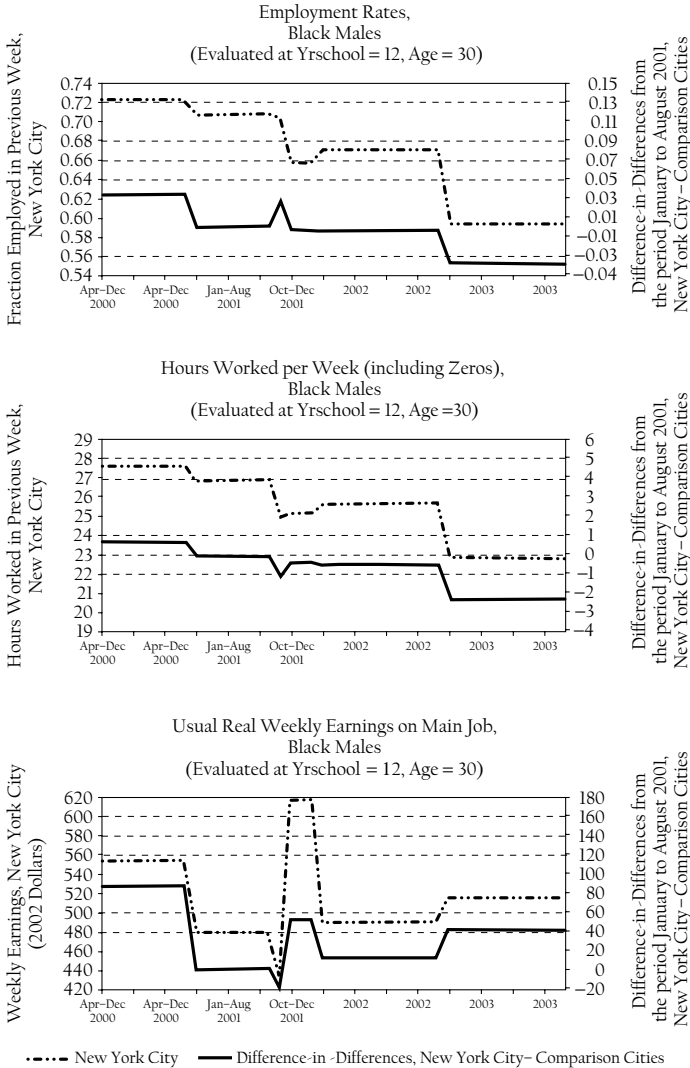 Employment Rates,
Black Males
(Evaluated at Yrschool = 12, Age = 30)
Fraction Employed in Previous Week,
New York City
0.74
0.72
0.70
0.68
0.66
0.64
0.62
0.60
0.58
0.56
0.54
0.15
0.13
0.11
0.09
0.07
0.05
0.03
0.01
−0.01
−0.03
−0.04
Difference-in-Differences from
the period January to August 2001,
New York City–Comparison Cities
Apr–Dec Apr–Dec Jan–Aug Oct–Dec 2002 2002 2003 2003
2000 2000 2001 2001
Hours Worked per Week (including Zeros),
Black Males
(Evaluated at Yrschool = 12, Age =30)
Hours Worked in Previous Week,
New York City
29
28
27
26
25
24
23
22
21
20
19
6
5
4
3
2
1
0
−1
−2
−3
−4
Difference-in-Differences from
the period January to August 2001,
New York City–Comparison Cities
Apr–Dec Apr–Dec Jan–Aug Oct–Dec 2002 2002 2003 2003
2000 2000 2001 2001
Usual Real Weekly Earnings on Main Job,
Black Males
(Evaluated at Yrschool = 12, Age = 30)
Weekly Earnings, New York City
(2002 Dollars)
620
600
580
560
540
520
500
480
460
440
420
180
160
140
120
100
80
60
40
20
0
−20
Difference-in-Differences from
the period January to August 2001,
New York City–Comparison Cities
Apr–Dec Apr–Dec Jan–Aug Oct–Dec 2002 2002 2003 2003
2000 2000 2001 2001
New York City Difference-in -Differences, New York City– Comparison Cities